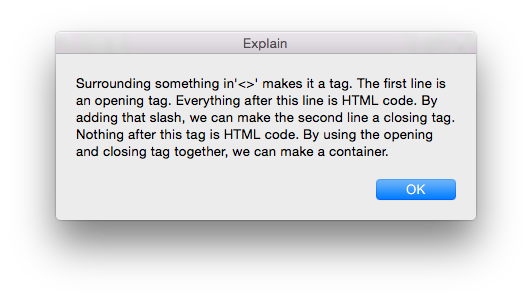 Explain
Surrounding something in'<>' makes it a tag. The first line is
an opening tag. Everything after this line is HTML code. By
adding that slash, we can make the second line a closing tag.
Nothing after this tag is HTML code. By using the opening
and closing tag together, we can make a container.
OK